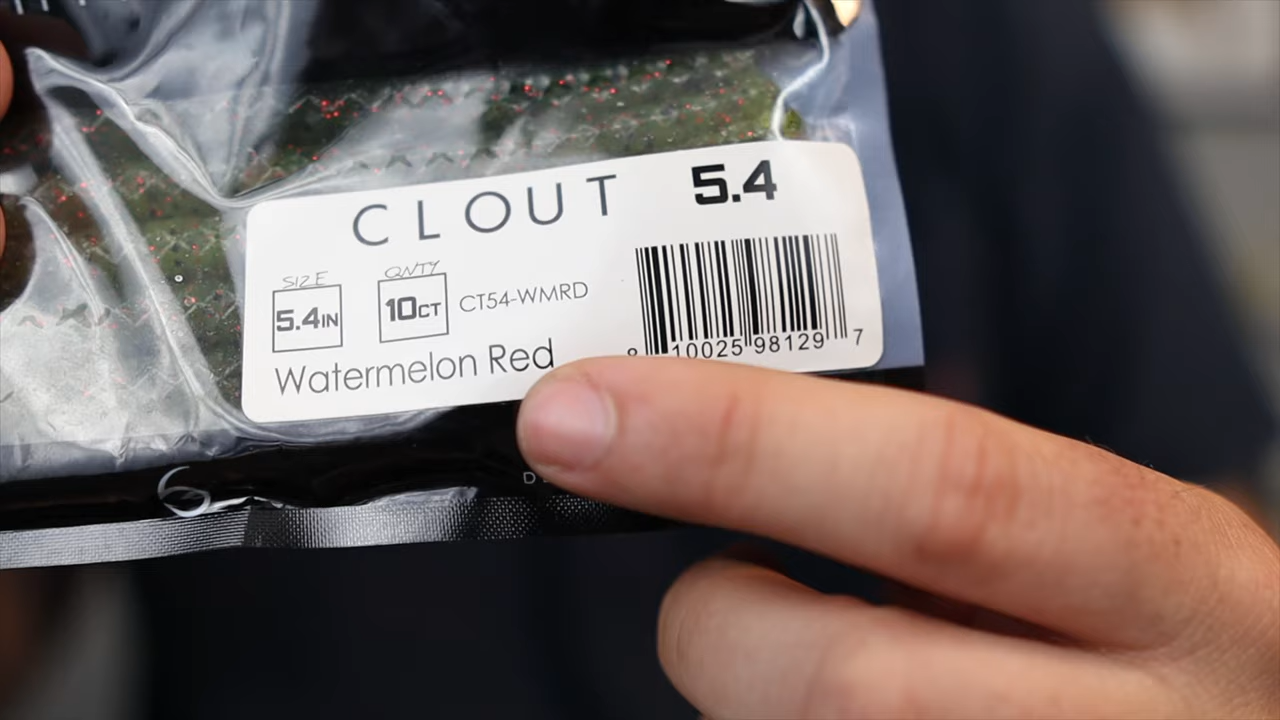 CLOUT 5.4
SIZE QNTY
5.4IN 10CT CT54-WMRD
Watermelon Red
8 10025 98129 7